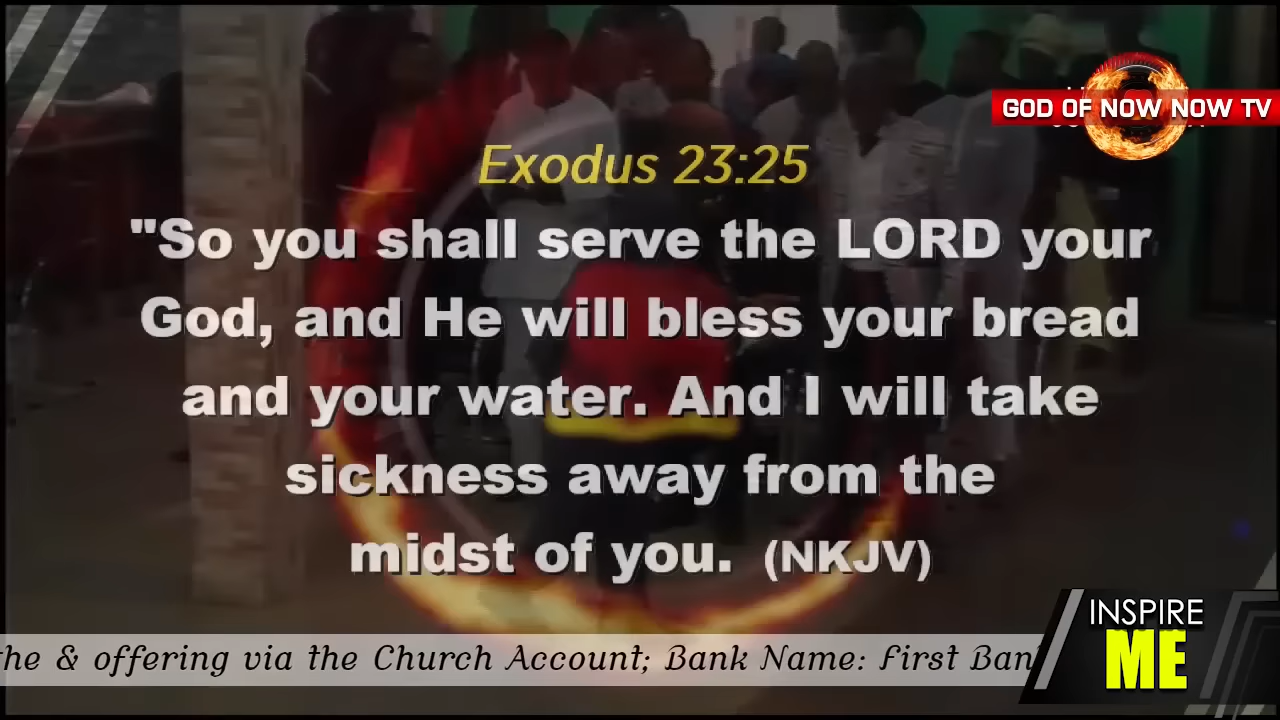 GOD OF NOW NOW TV
Exodus 23:25
"So you shall serve the LORD your
God, and He will bless your bread
and your water. And I will take
sickness away from the
midst of you. (NKJV)
INSPIRE
ME
& offering via the Church Account; Bank Name: First